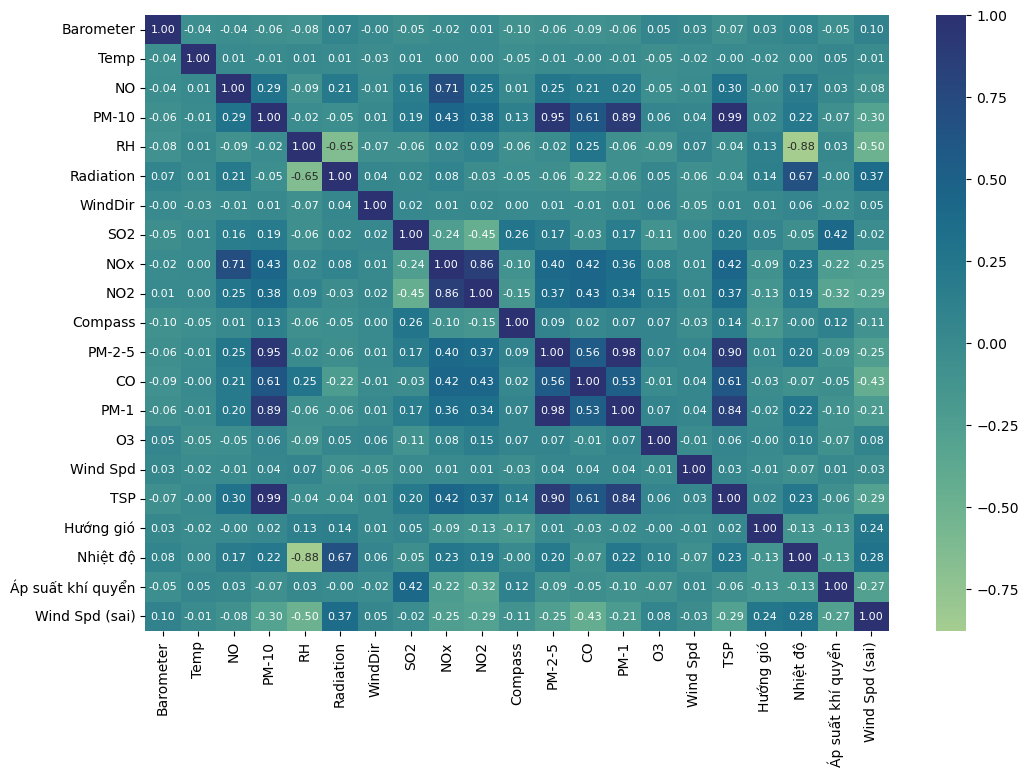 Barometer 1.00 -0.04 -0.04 -0.06 -0.08 0.07 -0.00 -0.05 -0.02 0.01 -0.10 -0.06 -0.09 -0.06 0.05 0.03 -0.07 0.03 0.08 -0.05 0.10
Temp -0.04 1.00 0.01 -0.01 0.01 0.01 -0.03 0.01 0.00 0.00 -0.05 -0.01 -0.00 -0.01 -0.05 -0.02 -0.00 -0.02 0.00 0.05 -0.01
NO -0.04 0.01 1.00 0.29 -0.09 0.21 -0.01 0.16 0.71 0.25 0.01 0.25 0.21 0.20 -0.05 -0.01 0.30 -0.00 0.17 0.03 -0.08
PM-10 -0.06 -0.01 0.29 1.00 -0.02 -0.05 0.01 0.19 0.43 0.38 0.13 0.95 0.61 0.89 0.06 0.04 0.99 0.02 0.22 -0.07 -0.30
RH -0.08 0.01 -0.09 -0.02 1.00 -0.65 -0.07 -0.06 0.02 0.09 -0.06 -0.02 0.25 -0.06 -0.09 0.07 -0.04 0.13 -0.88 0.03 -0.50
Radiation 0.07 0.01 0.21 -0.05 -0.65 1.00 0.04 0.02 0.08 -0.03 -0.05 -0.06 -0.22 -0.06 0.05 -0.06 -0.04 0.14 0.67 -0.00 0.37
WindDir -0.00 -0.03 -0.01 0.01 -0.07 0.04 1.00 0.02 0.01 0.02 0.00 0.01 -0.01 -0.01 0.06 -0.05 0.01 0.01 0.06 -0.02 0.05
SO2 -0.05 0.01 0.16 0.19 -0.06 0.02 0.02 1.00 -0.24 -0.45 0.26 0.17 -0.03 0.17 -0.11 0.00 0.20 0.05 -0.05 0.42 -0.02
NOx -0.02 0.00 0.71 0.43 0.02 0.08 0.01 -0.24 1.00 0.86 -0.10 0.40 0.42 0.36 0.08 0.01 0.42 -0.09 0.23 -0.22 -0.25
NO2 0.01 0.00 0.25 0.38 0.09 -0.03 0.02 -0.45 0.86 1.00 -0.15 0.37 0.43 0.34 0.15 0.01 0.37 -0.13 0.19 -0.32 -0.29
Compass -0.10 -0.05 0.01 0.13 -0.06 -0.05 0.00 0.26 -0.10 -0.15 1.00 0.09 0.02 0.07 0.07 -0.03 0.14 -0.17 -0.00 0.12 -0.11
PM-2-5 -0.06 -0.01 0.25 0.95 -0.02 -0.06 0.01 0.17 0.40 0.37 0.09 1.00 0.56 0.98 0.07 0.04 0.90 0.01 0.20 -0.09 -0.25
CO -0.09 -0.00 0.21 0.61 0.25 -0.22 -0.01 -0.03 0.42 0.43 0.02 0.56 1.00 0.53 -0.01 0.04 0.61 -0.03 -0.07 -0.05 -0.43
PM-1 -0.06 -0.01 0.20 0.89 -0.06 -0.06 -0.01 0.17 0.36 0.34 0.07 0.98 0.53 1.00 0.07 0.04 0.84 -0.02 0.22 -0.10 -0.21
O3 0.05 -0.05 -0.05 0.06 -0.09 0.05 0.06 -0.11 0.08 0.15 0.07 0.07 -0.01 0.07 1.00 -0.01 0.06 -0.00 0.10 -0.07 0.08
Wind Spd 0.03 -0.02 -0.01 0.04 0.07 -0.06 -0.05 0.00 0.01 0.01 -0.03 0.04 0.04 0.04 -0.01 1.00 0.03 -0.01 -0.07 0.01 -0.03
TSP -0.07 -0.00 0.30 0.99 -0.04 -0.04 0.01 0.20 0.42 0.37 0.14 0.90 0.61 0.84 0.06 0.03 1.00 0.02 0.23 -0.06 -0.29
Hướng gió 0.03 -0.02 -0.00 0.02 0.13 0.14 0.01 0.05 -0.09 -0.13 -0.17 0.01 -0.03 -0.02 -0.00 -0.01 0.02 1.00 -0.13 -0.13 0.24
Nhiệt độ 0.08 0.00 0.17 0.22 -0.88 0.67 0.06 -0.05 0.23 0.19 -0.00 0.20 -0.07 0.22 0.10 -0.07 0.23 -0.13 1.00 -0.13 0.28
Áp suất khí quyển -0.05 0.05 0.03 -0.07 0.03 -0.00 -0.02 0.42 -0.22 -0.32 0.12 -0.09 -0.05 -0.10 -0.07 0.01 -0.06 -0.13 -0.13 1.00 -0.27
Wind Spd (sai) 0.10 -0.01 -0.08 -0.30 -0.50 0.37 0.05 -0.02 -0.25 -0.29 -0.11 -0.25 -0.43 -0.21 0.08 -0.03 -0.29 0.24 0.28 -0.27 1.00
Barometer
Temp
NO
PM-10
RH
Radiation
WindDir
SO2
NOx
NO2
Compass
PM-2-5
CO
PM-1
O3
Wind Spd
TSP
Hướng gió
Nhiệt độ
Áp suất khí quyển
Wind Spd (sai)
1.00
0.75
0.50
0.25
0.00
-0.25
-0.50
-0.75